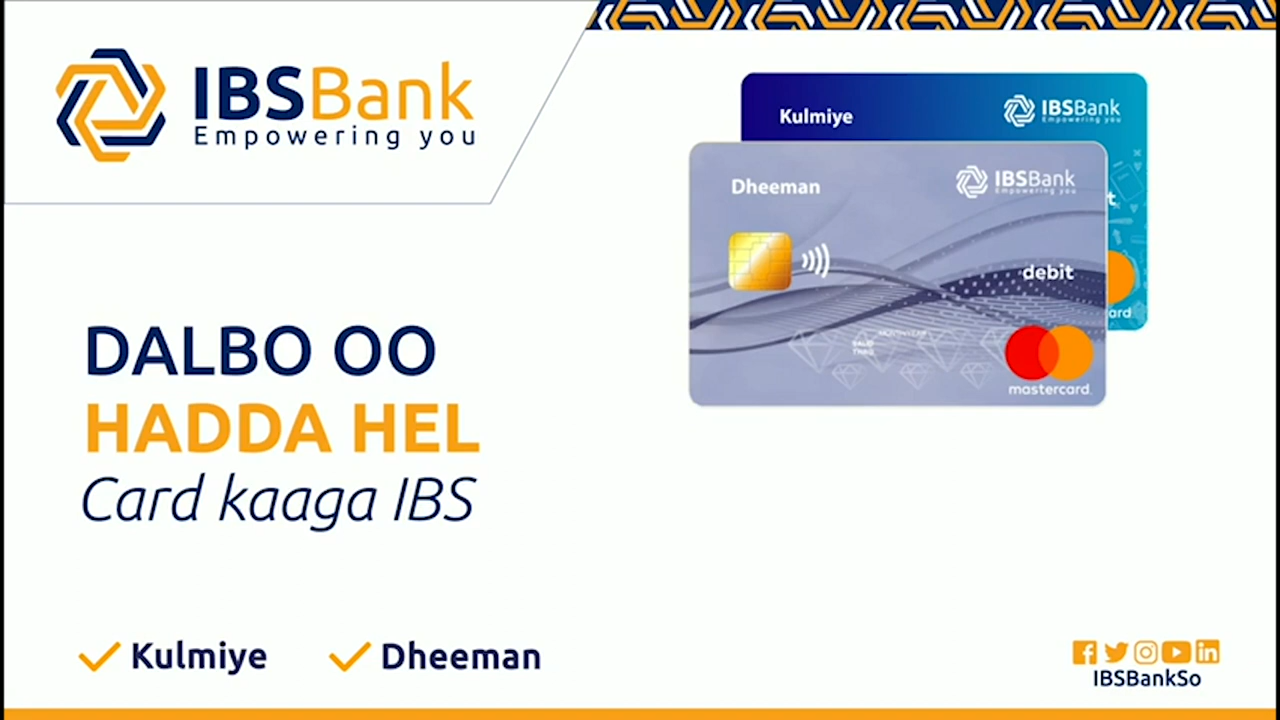 IBSBank
Empowering you
Kulmiye
IBSBank
Empowering you
Dheeman
IBSBank
Empowering you
debit
mastercard
DALBO OO
HADDA HEL
Card kaaga IBS
Kulmiye
Dheeman
IBSBankSo